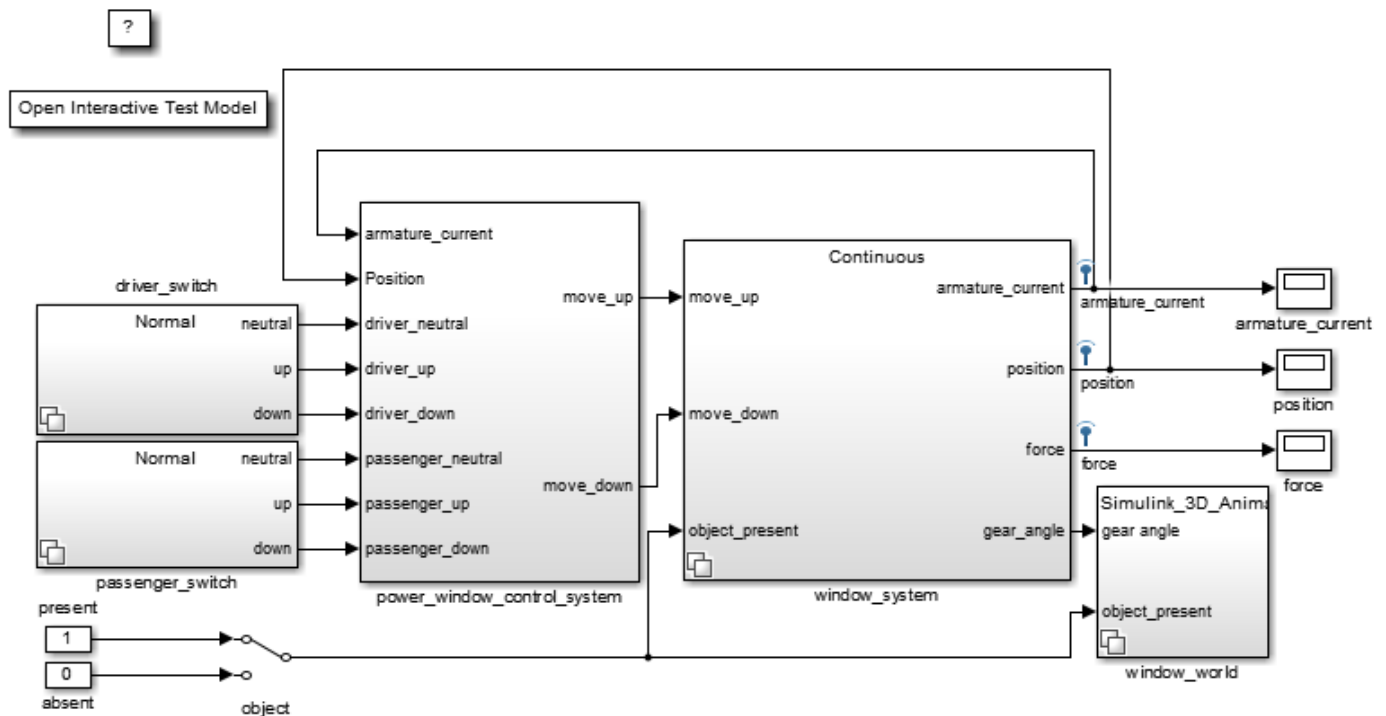 ?
Open Interactive Test Model
driver_switch
Normal
neutral
up
down
Normal
neutral
up
down
passenger_switch
armature_current
Position
driver_neutral
driver_up
driver_down
passenger_neutral
passenger_up
passenger_down
move_up
move_down
power_window_control_system
Continuous
move_up
move_down
object_present
armature_current
position
force
gear_angle
window_system
armature_current
position
force
armature_current
position
force
Simulink_3D_Anima
gear angle
object_present
window_world
present
1
0
absent
object